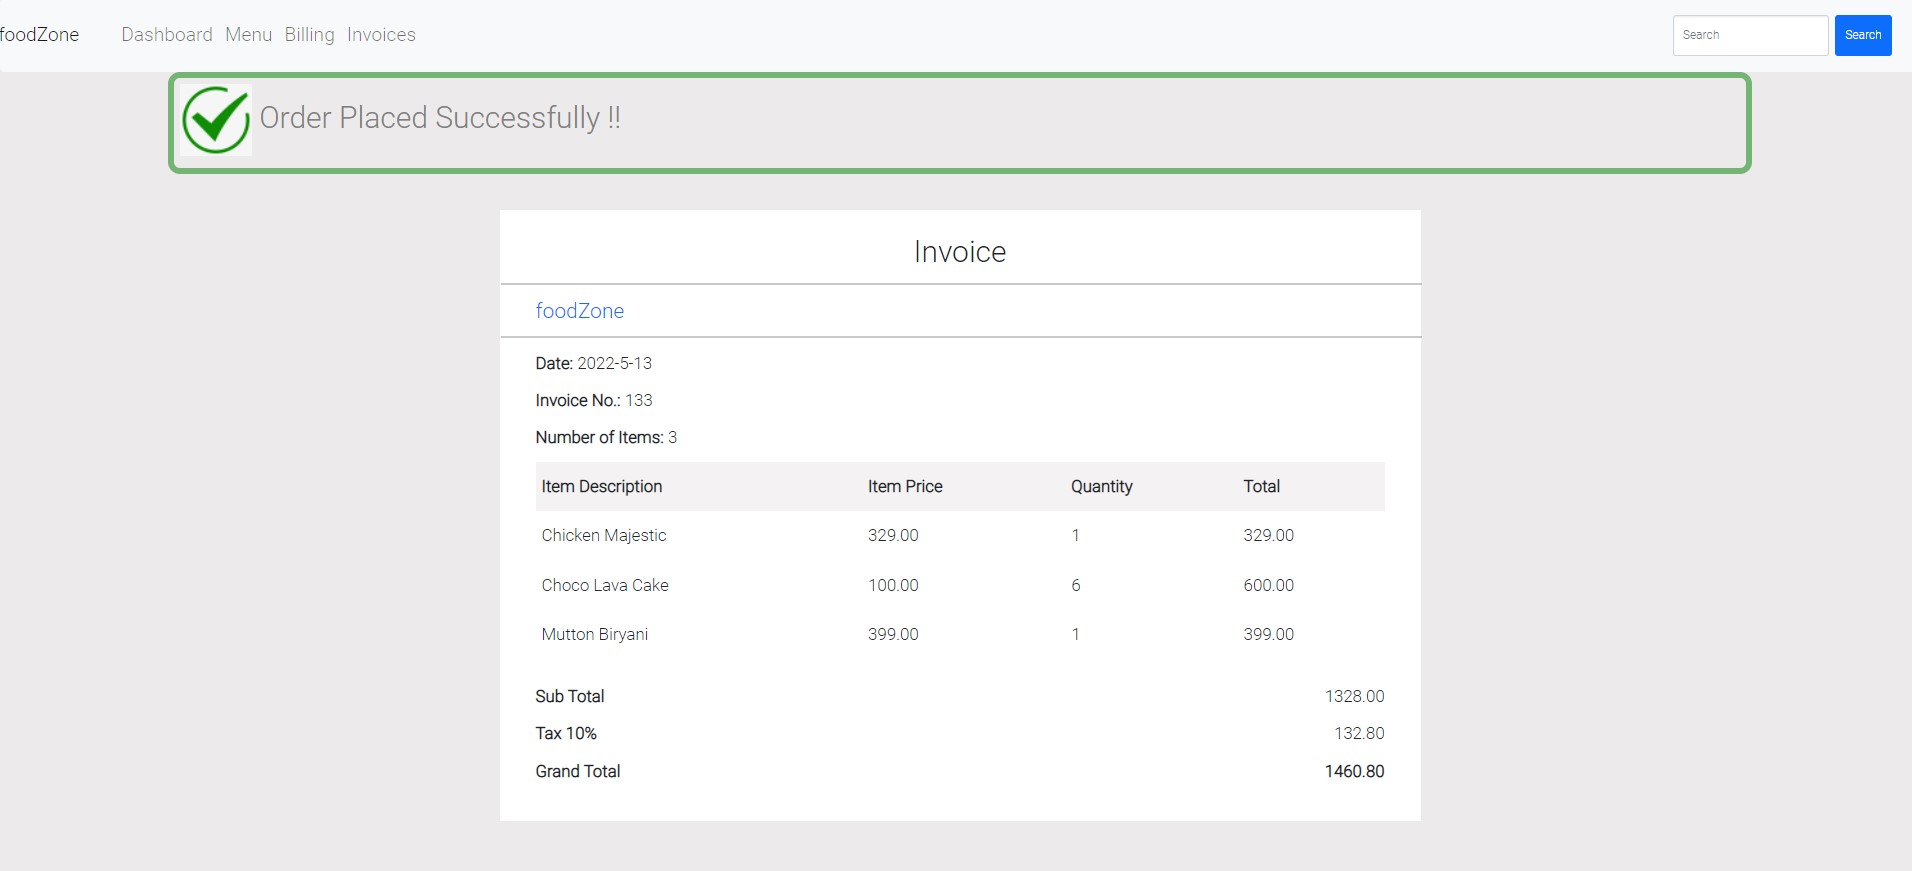 foodZone Dashboard Menu Billing Invoices Search Search
Order Placed Successfully !!
Invoice
foodZone
Date: 2022-5-13
Invoice No.: 133
Number of Items: 3
Item Description Item Price Quantity Total
Chicken Majestic 329.00 1 329.00
Choco Lava Cake 100.00 6 600.00
Mutton Biryani 399.00 1 399.00
Sub Total 1328.00
Tax 10% 132.80
Grand Total 1460.80